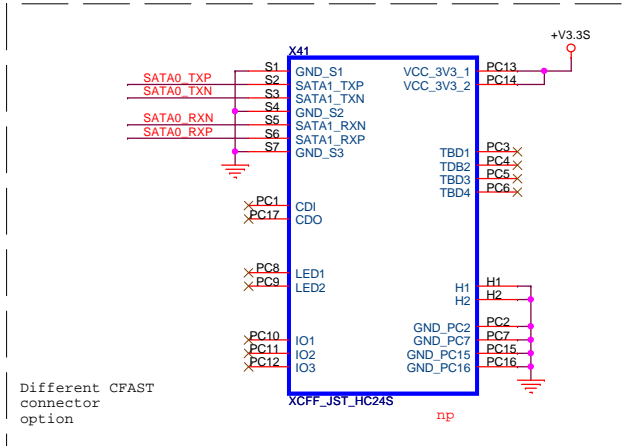 +V3.3S
X41
S1 GND_S1 VCC_3V3_1 PC13
SATA0_TXP S2 SATA1_TXP VCC_3V3_2 PC14
SATA0_TXN S3 SATA1_TXN
S4 GND_S2
SATA0_RXN S5 SATA1_RXN
SATA0_RXP S6 SATA1_RXP
S7 GND_S3 TBD1 PC3
TDB2 PC4
TBD3 PC5
TBD4 PC6
PC1 CDI
PC17 CDO
PC8 LED1
PC9 LED2 H1 H1
H2 H2
GND_PC2 PC2
PC10 IO1 GND_PC7 PC7
PC11 IO2 GND_PC15 PC15
PC12 IO3 GND_PC16 PC16
Different CFAST
connector
option
XCFF_JST_HC24S
np